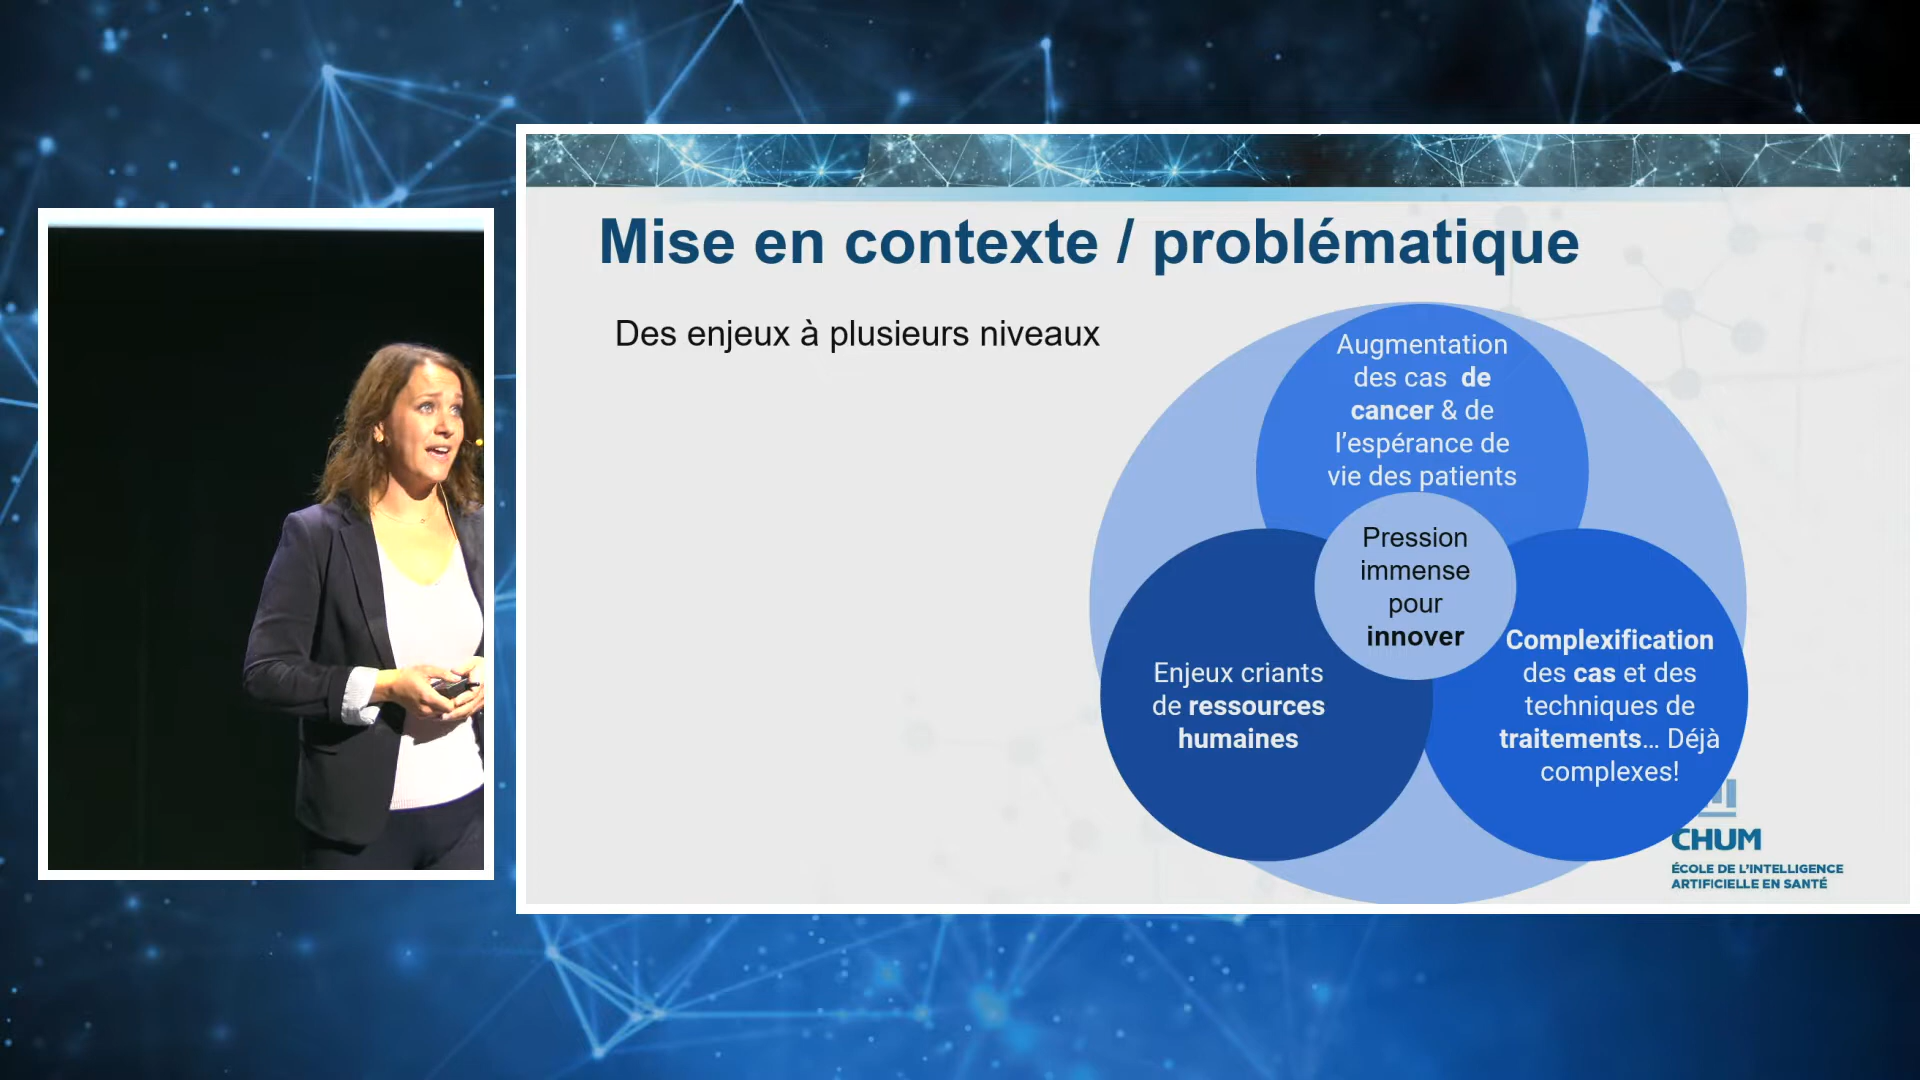 Mise en contexte / problématique
Des enjeux à plusieurs niveaux
Augmentation
des cas de
cancer & de
l'espérance de
vie des patients
Pression
immense
pour
innover
Enjeux criants
de ressources
humaines
Complexification
des cas et des
techniques de
traitements... Déjà
complexes!
CHUM
ÉCOLE DE L'INTELLIGENCE
ARTIFICIELLE EN SANTÉ